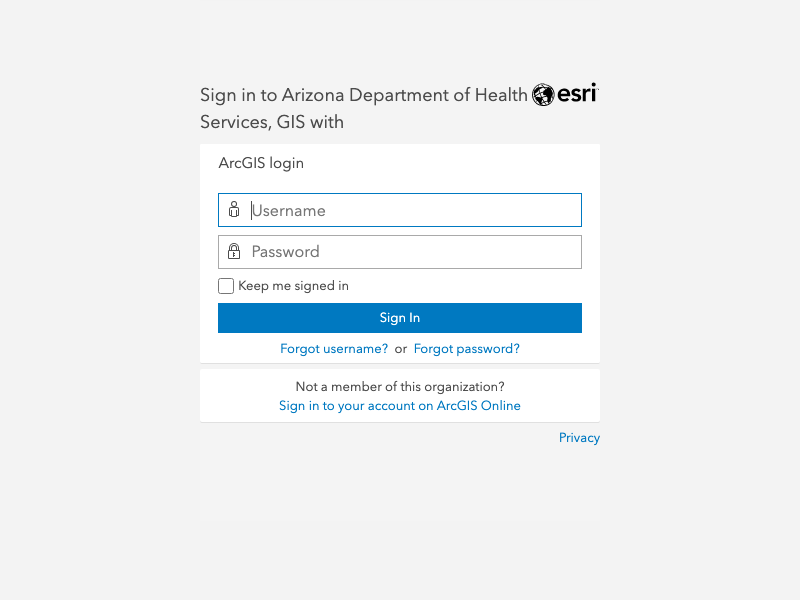 Sign in to Arizona Department of Health
Services, GIS with
esri
ArcGIS login
Username
Password
Keep me signed in
Sign In
Forgot username? or Forgot password?
Not a member of this organization?
Sign in to your account on ArcGIS Online
Privacy